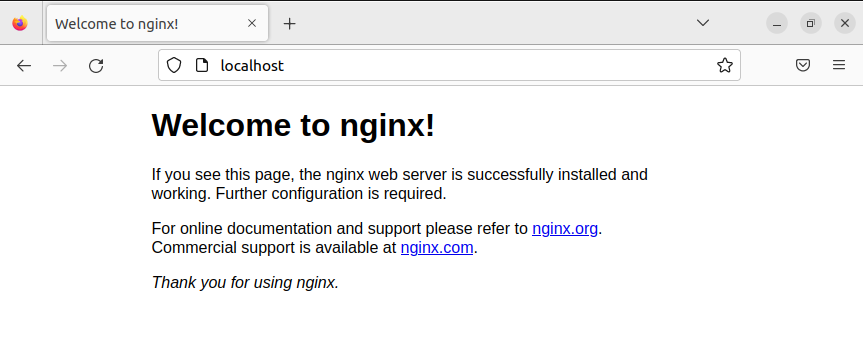 Welcome to nginx!
localhost
Welcome to nginx!
If you see this page, the nginx web server is successfully installed and
working. Further configuration is required.
For online documentation and support please refer to nginx.org.
Commercial support is available at nginx.com.
Thank you for using nginx.